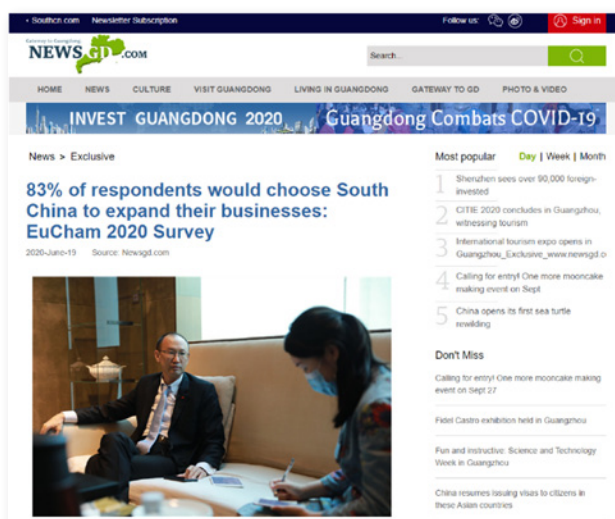 • Southcn.com Newsletter Subscription
Follow us:
Sign in
Catering to Guangdong
NEWSGD.COM
Search...
HOME NEWS CULTURE VISIT GUANGDONG LIVING IN GUANGDONG GATEWAY TO GD PHOTO & VIDEO
INVEST GUANGDONG 2020
Guangdong Combats COVID-19
News > Exclusive
83% of respondents would choose South
China to expand their businesses:
EuCham 2020 Survey
2020-June-19 Source: Newsgd.com
Most popular Day | Week | Month
1 Shenzhen sees over 90,000 foreign-
invested
2 CITIE 2020 concludes in Guangzhou,
witnessing tourism
3 International tourism expo opens in
Guangzhou_Exclusive_www.newsgd.co
4 Calling for entry! One more mooncake
making event on Sept
5 China opens its first sea turtle
rewilding
Don't Miss
Calling for entry! One more mooncake making
event on Sept 27
Fidel Castro exhibition held in Guangzhou
Fun and instructive: Science and Technology
Week in Guangzhou
China resumes issuing visas to citizens in
these Asian countries